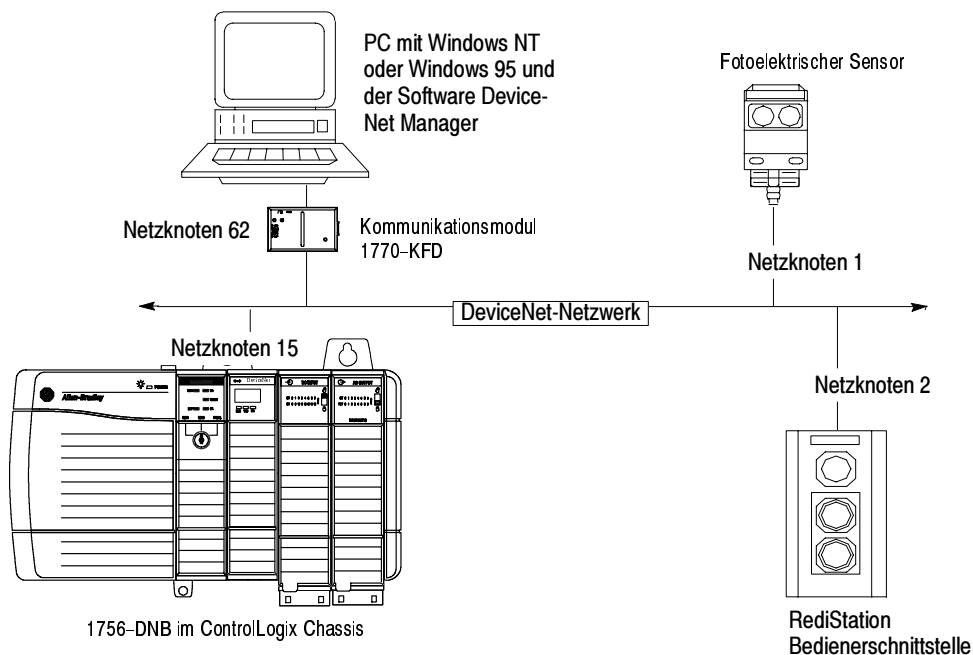 PC mit Windows NT
oder Windows 95 und
der Software Device-
Net Manager
Fotoelektrischer Sensor
Netzknoten 62
Kommunikationsmodul
1770–KFD
Netzknoten 1
DeviceNet-Netzwerk
Netzknoten 15
Netzknoten 2
Allen-Bradley
POWER
DeviceNet
1756–DNB im ControlLogix Chassis
RediStation
Bedienerschnittstelle